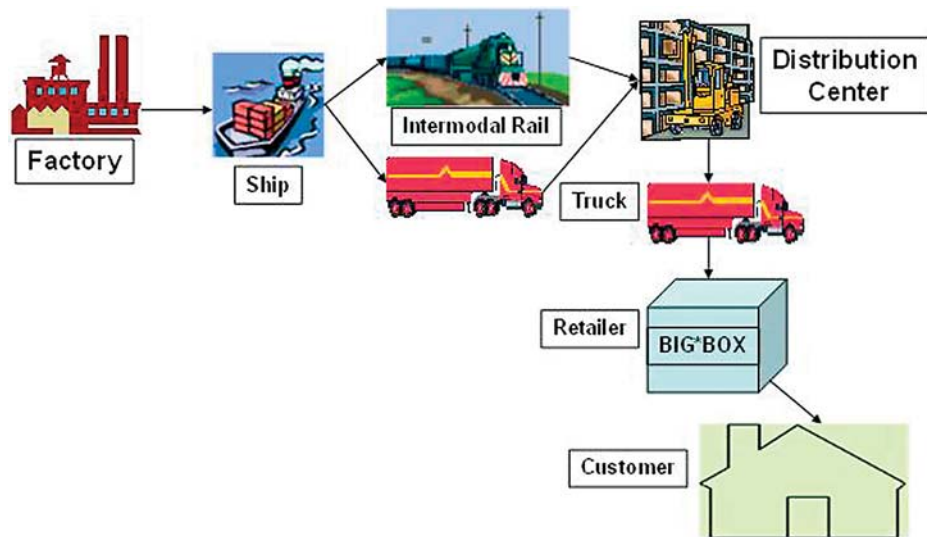 Factory
Ship
Intermodal Rail
Distribution
Center
Truck
Retailer
BIG*BOX
Customer